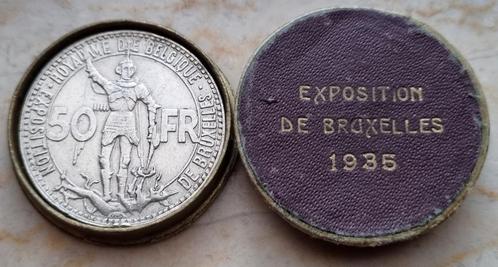 EXPOSITION DE BRUXELLES
ROYAUME DE BELGIQUE
50 FR
EXPOSITION
DE BRUXELLES
1935